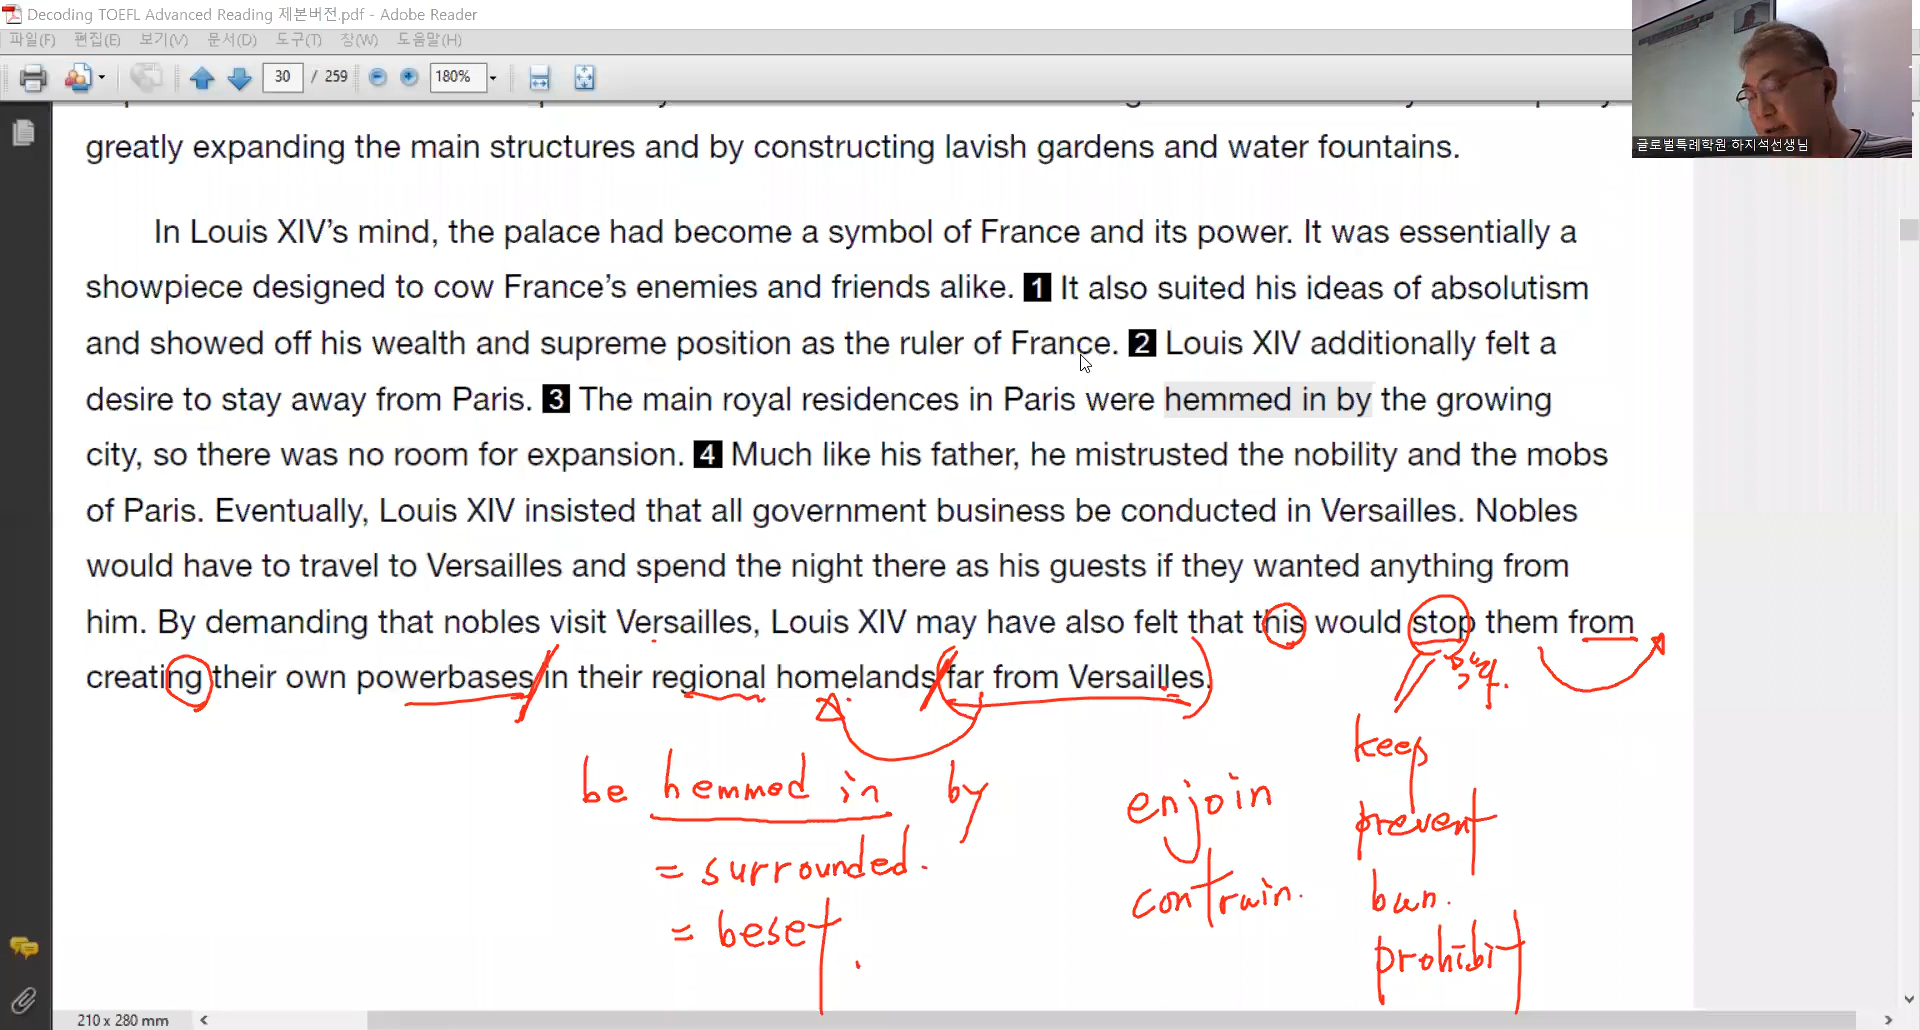 Decoding TOEFL Advanced Reading 제본버전.pdf - Adobe Reader
파일(F) 편집(E) 보기(V) 문서(D) 도구(T) 창(W) 도움말(H)
30 / 259 180%
글로벌특례학원 하지석선생님
greatly expanding the main structures and by constructing lavish gardens and water fountains.
In Louis XIV's mind, the palace had become a symbol of France and its power. It was essentially a
showpiece designed to cow France's enemies and friends alike. 1 It also suited his ideas of absolutism
and showed off his wealth and supreme position as the ruler of France. 2 Louis XIV additionally felt a
desire to stay away from Paris. 3 The main royal residences in Paris were hemmed in by the growing
city, so there was no room for expansion. 4 Much like his father, he mistrusted the nobility and the mobs
of Paris. Eventually, Louis XIV insisted that all government business be conducted in Versailles. Nobles
would have to travel to Versailles and spend the night there as his guests if they wanted anything from
him. By demanding that nobles visit Versailles, Louis XIV may have also felt that this would stop them from
creating their own powerbases in their regional homelands far from Versailles.
be hemmed in by
= surrounded.
= beset
enjoin
contrain.
keep
prevent
ban.
prohibit
210 x 280 mm